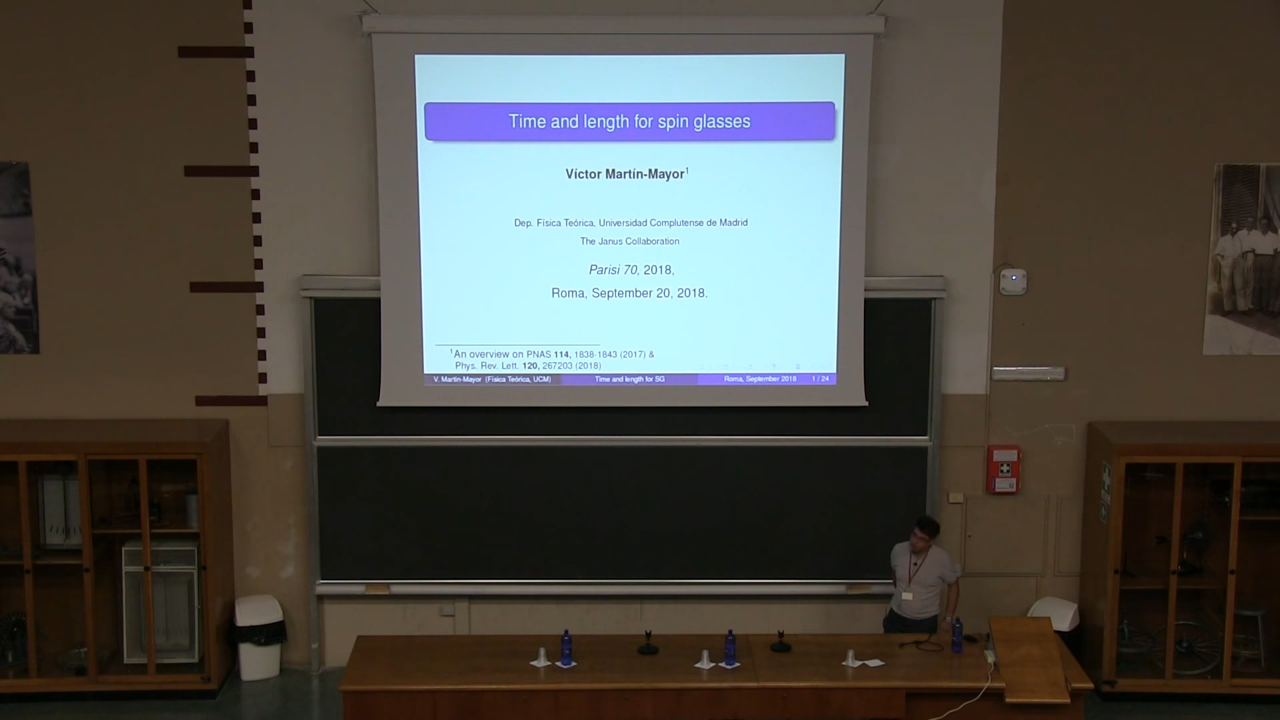 Time and length for spin glasses
Víctor Martín-Mayor¹
Dep. Física Teórica, Universidad Complutense de Madrid
The Janus Collaboration
Parisi 70, 2018,
Roma, September 20, 2018.
¹An overview on PNAS 114, 1838-1843 (2017) &
Phys. Rev. Lett. 120, 267203 (2018)
V. Martín-Mayor (Física Teórica, UCM) Time and length for SG Roma, September 2018 1 / 24